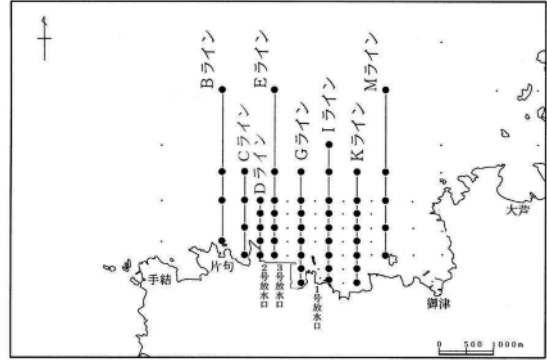 Bライン
Cライン
Dライン
Eライン
Gライン
Iライン
Kライン
Mライン
大芦
手結
片句
2号放水口
3号放水口
1号放水口
御津
0 500 1000m